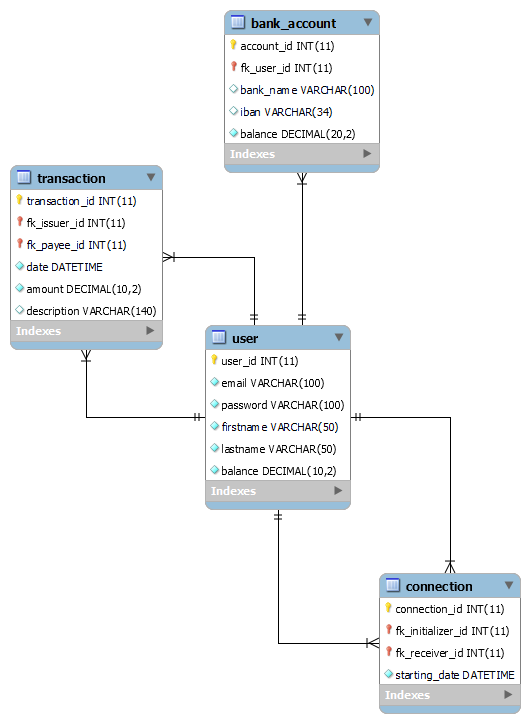 bank_account
account_id INT(11)
fk_user_id INT(11)
bank_name VARCHAR(100)
iban VARCHAR(34)
balance DECIMAL(20,2)
Indexes
transaction
transaction_id INT(11)
fk_issuer_id INT(11)
fk_payee_id INT(11)
date DATETIME
amount DECIMAL(10,2)
description VARCHAR(140)
Indexes
user
user_id INT(11)
email VARCHAR(100)
password VARCHAR(100)
firstname VARCHAR(50)
lastname VARCHAR(50)
balance DECIMAL(10,2)
Indexes
connection
connection_id INT(11)
fk_initializer_id INT(11)
fk_receiver_id INT(11)
starting_date DATETIME
Indexes